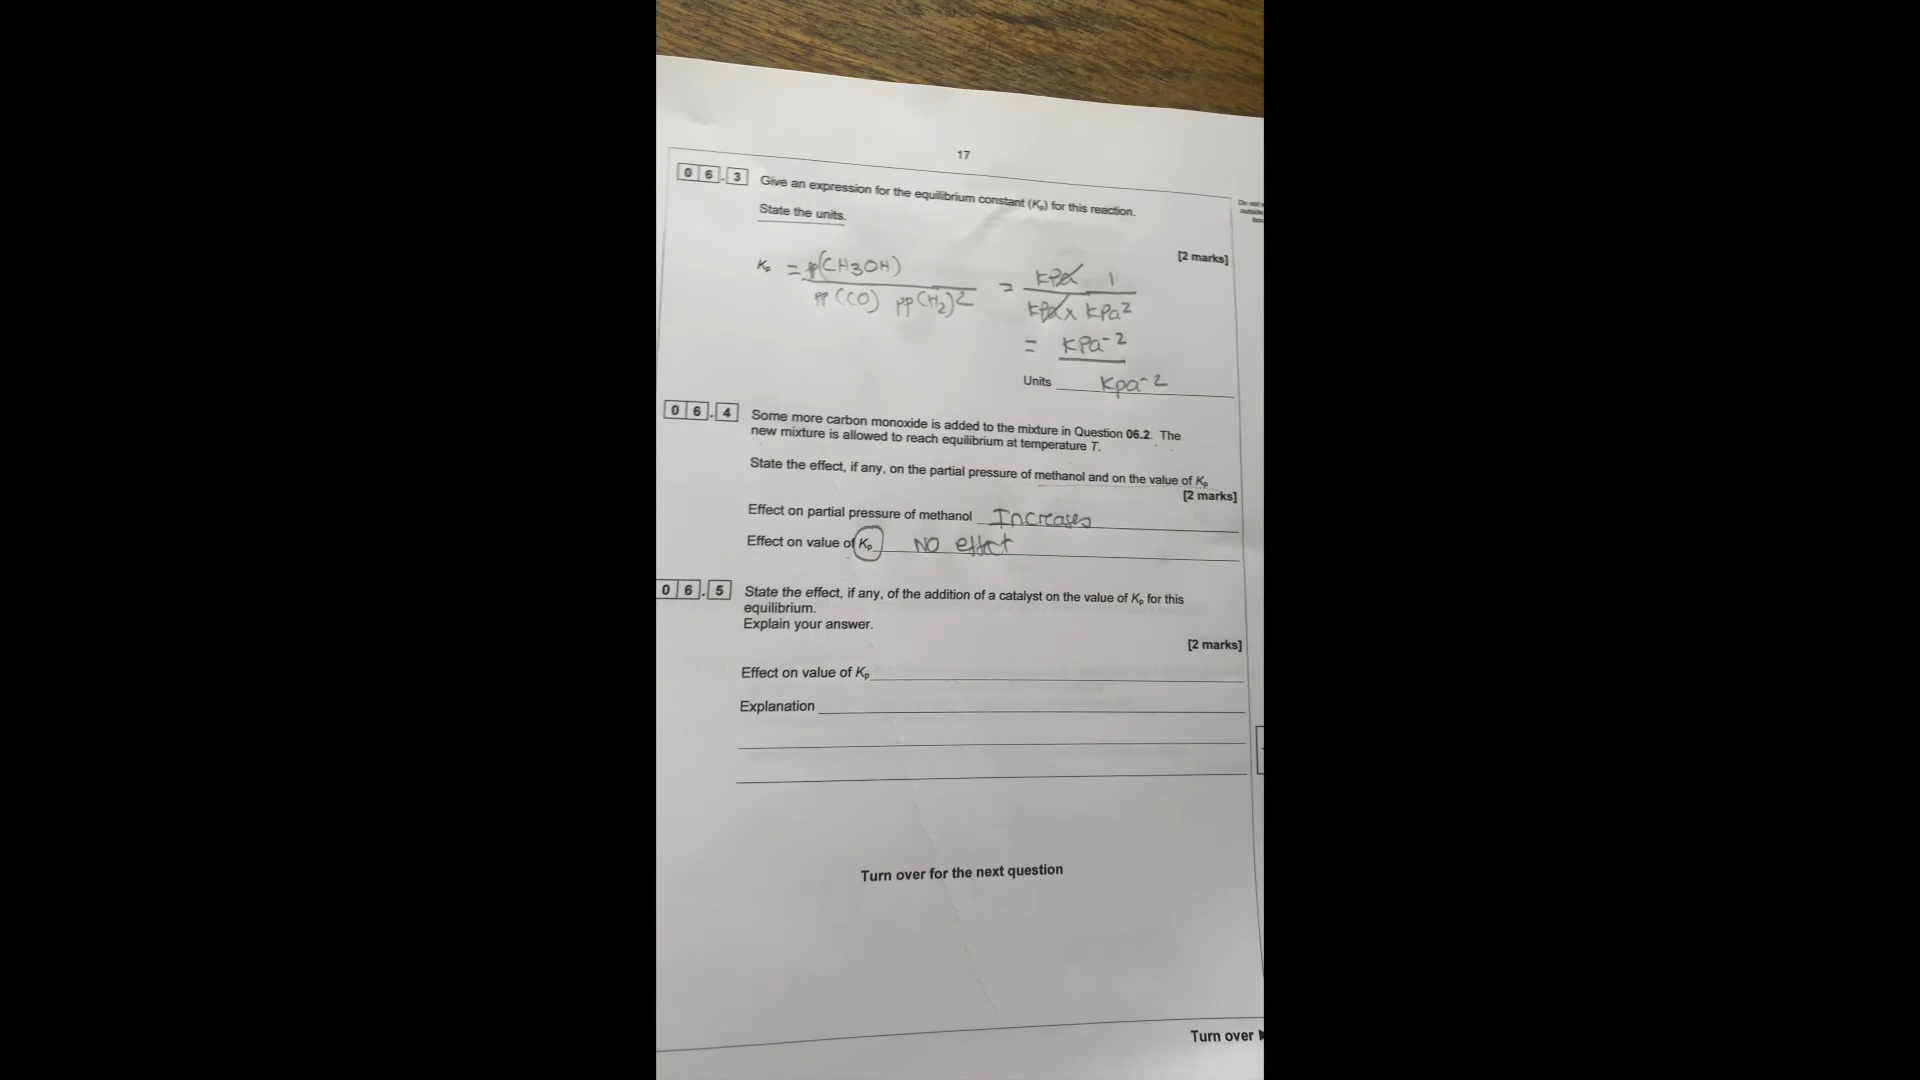 17
0 6 . 3 Give an expression for the equilibrium constant (Kp) for this reaction.
Do not
outside
box
State the units.
[2 marks]
Kp = p(CH3OH) / pp(CO) pp(H2)2 = kPa 1 / kPa x kPa2
= kPa-2
Units kpa-2
0 6 . 4 Some more carbon monoxide is added to the mixture in Question 06.2. The
new mixture is allowed to reach equilibrium at temperature T.
State the effect, if any, on the partial pressure of methanol and on the value of Kp
[2 marks]
Effect on partial pressure of methanol Increases
Effect on value of Kp NO effect
0 6 . 5 State the effect, if any, of the addition of a catalyst on the value of Kp for this
equilibrium.
Explain your answer.
[2 marks]
Effect on value of Kp
Explanation
Turn over for the next question
Turn over